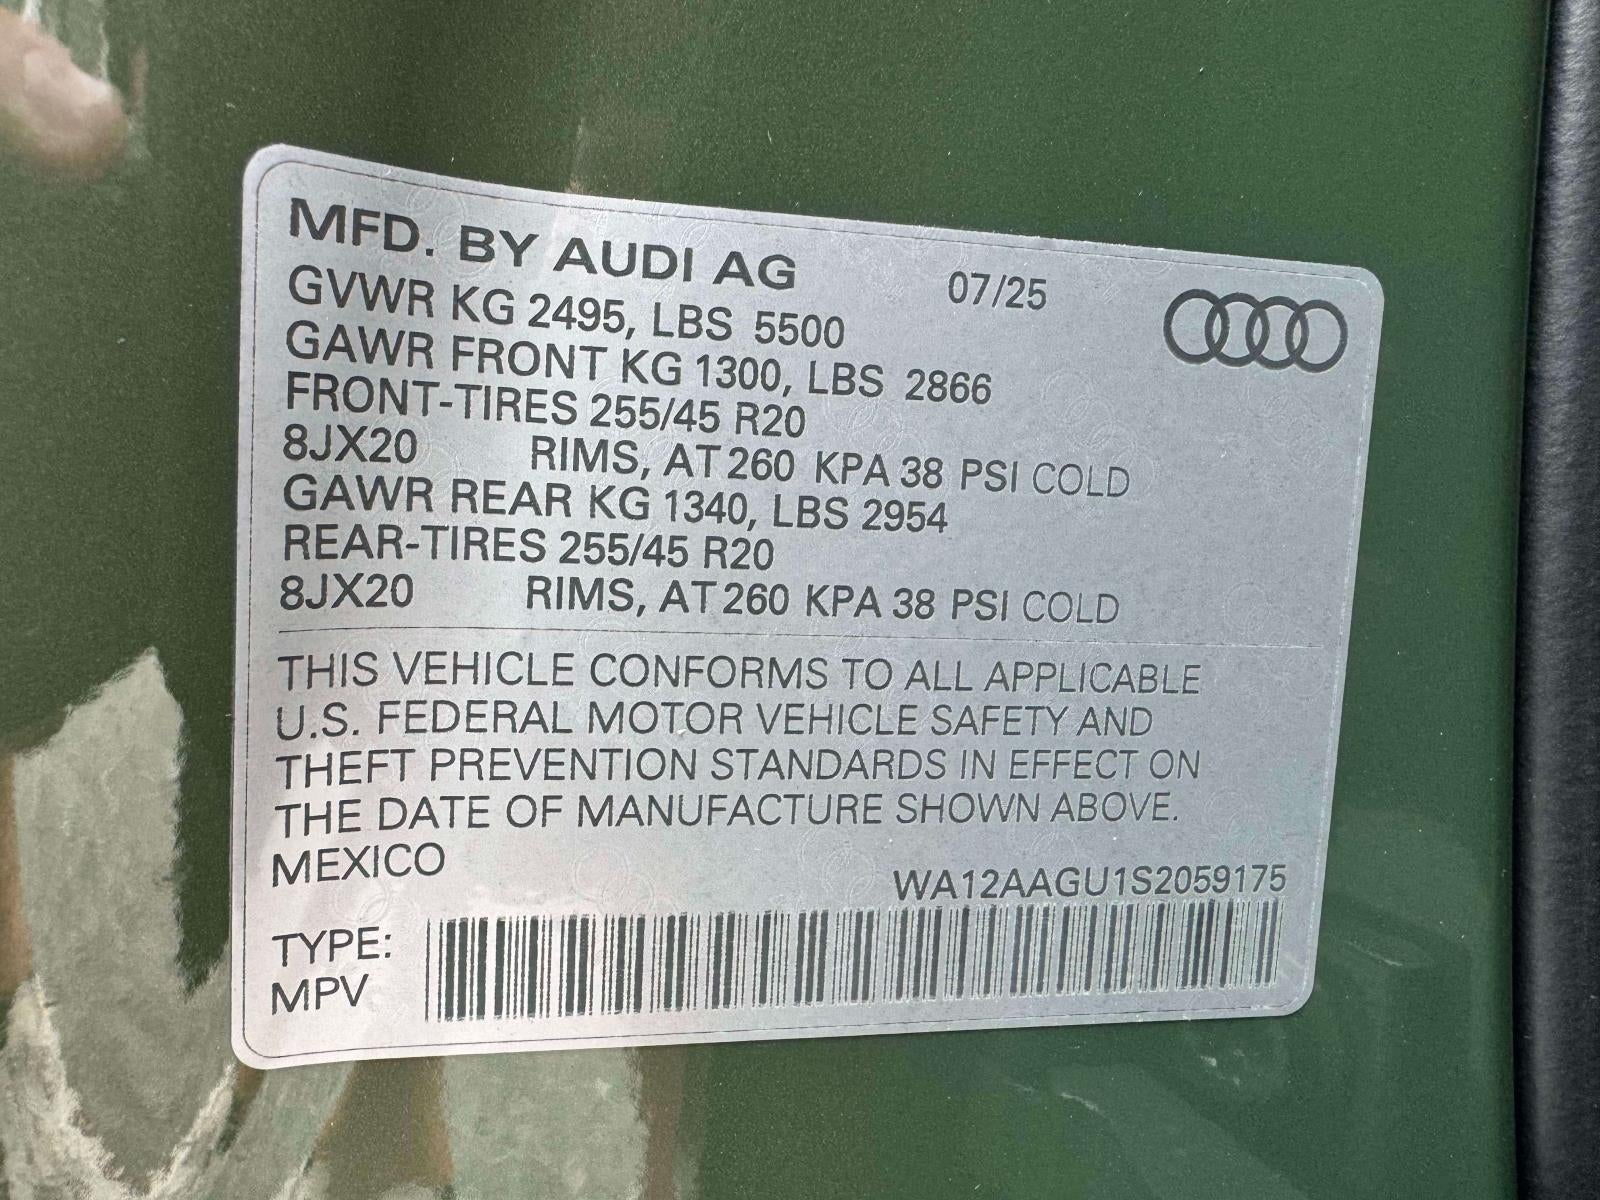 MFD. BY AUDI AG 07/25
GVWR KG 2495, LBS 5500
GAWR FRONT KG 1300, LBS 2866
FRONT-TIRES 255/45 R20
8JX20 RIMS, AT 260 KPA 38 PSI COLD
GAWR REAR KG 1340, LBS 2954
REAR-TIRES 255/45 R20
8JX20 RIMS, AT 260 KPA 38 PSI COLD
THIS VEHICLE CONFORMS TO ALL APPLICABLE
U.S. FEDERAL MOTOR VEHICLE SAFETY AND
THEFT PREVENTION STANDARDS IN EFFECT ON
THE DATE OF MANUFACTURE SHOWN ABOVE.
MEXICO
WA12AAGU1S2059175
TYPE:
MPV